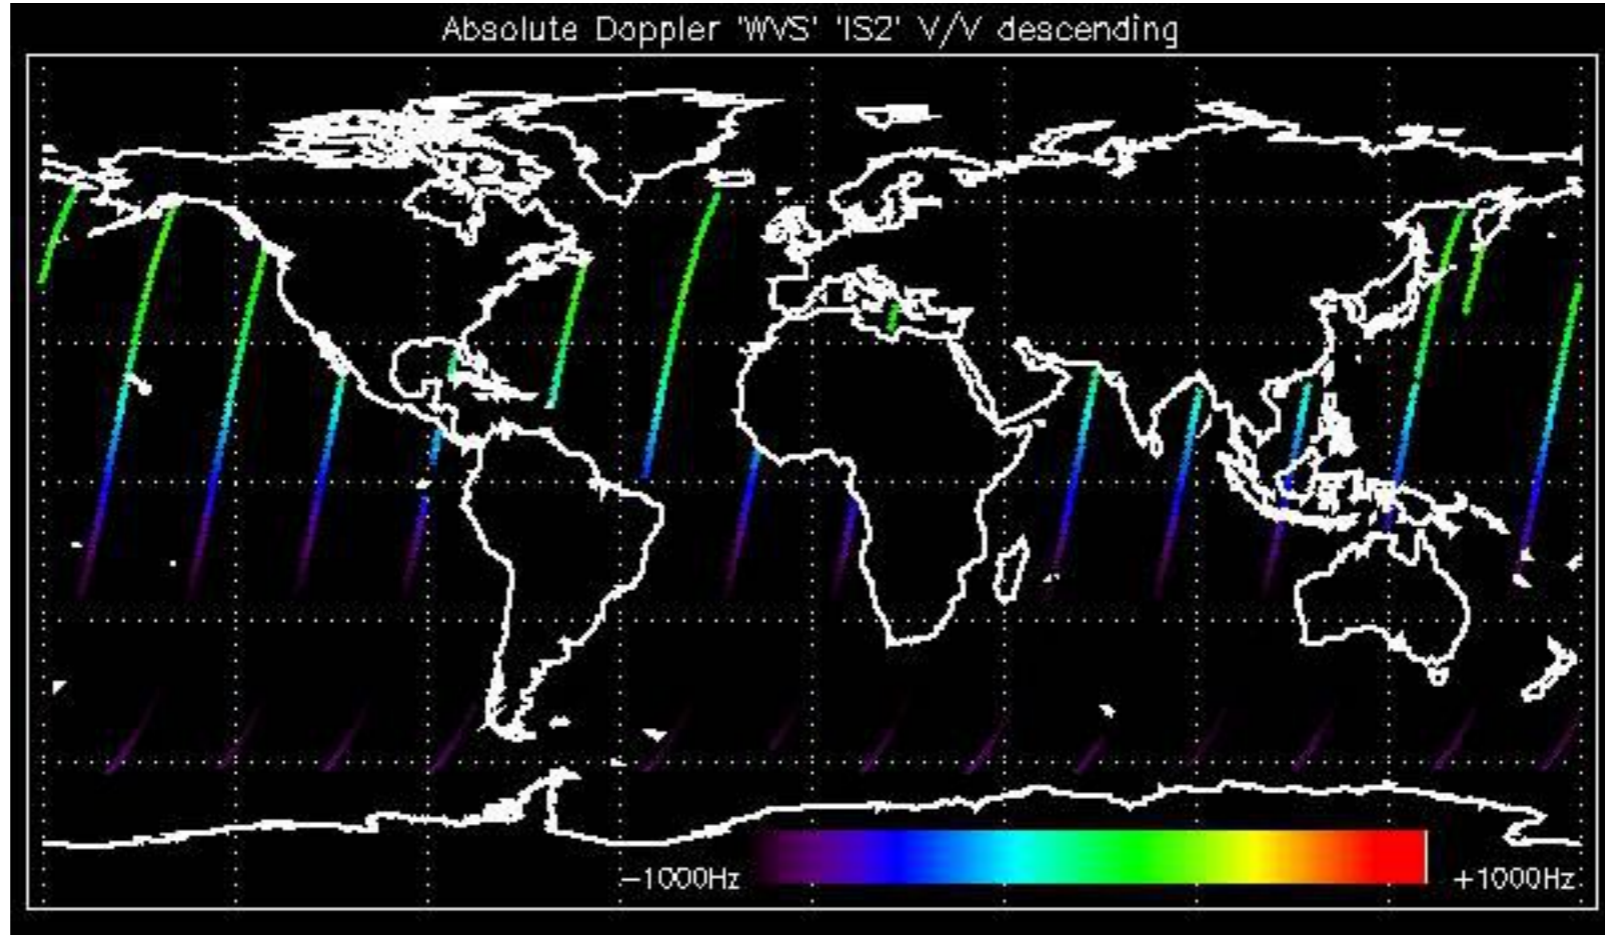 Absolute Doppler 'WVS' 'IS2' V/V descending
-1000Hz
+1000Hz